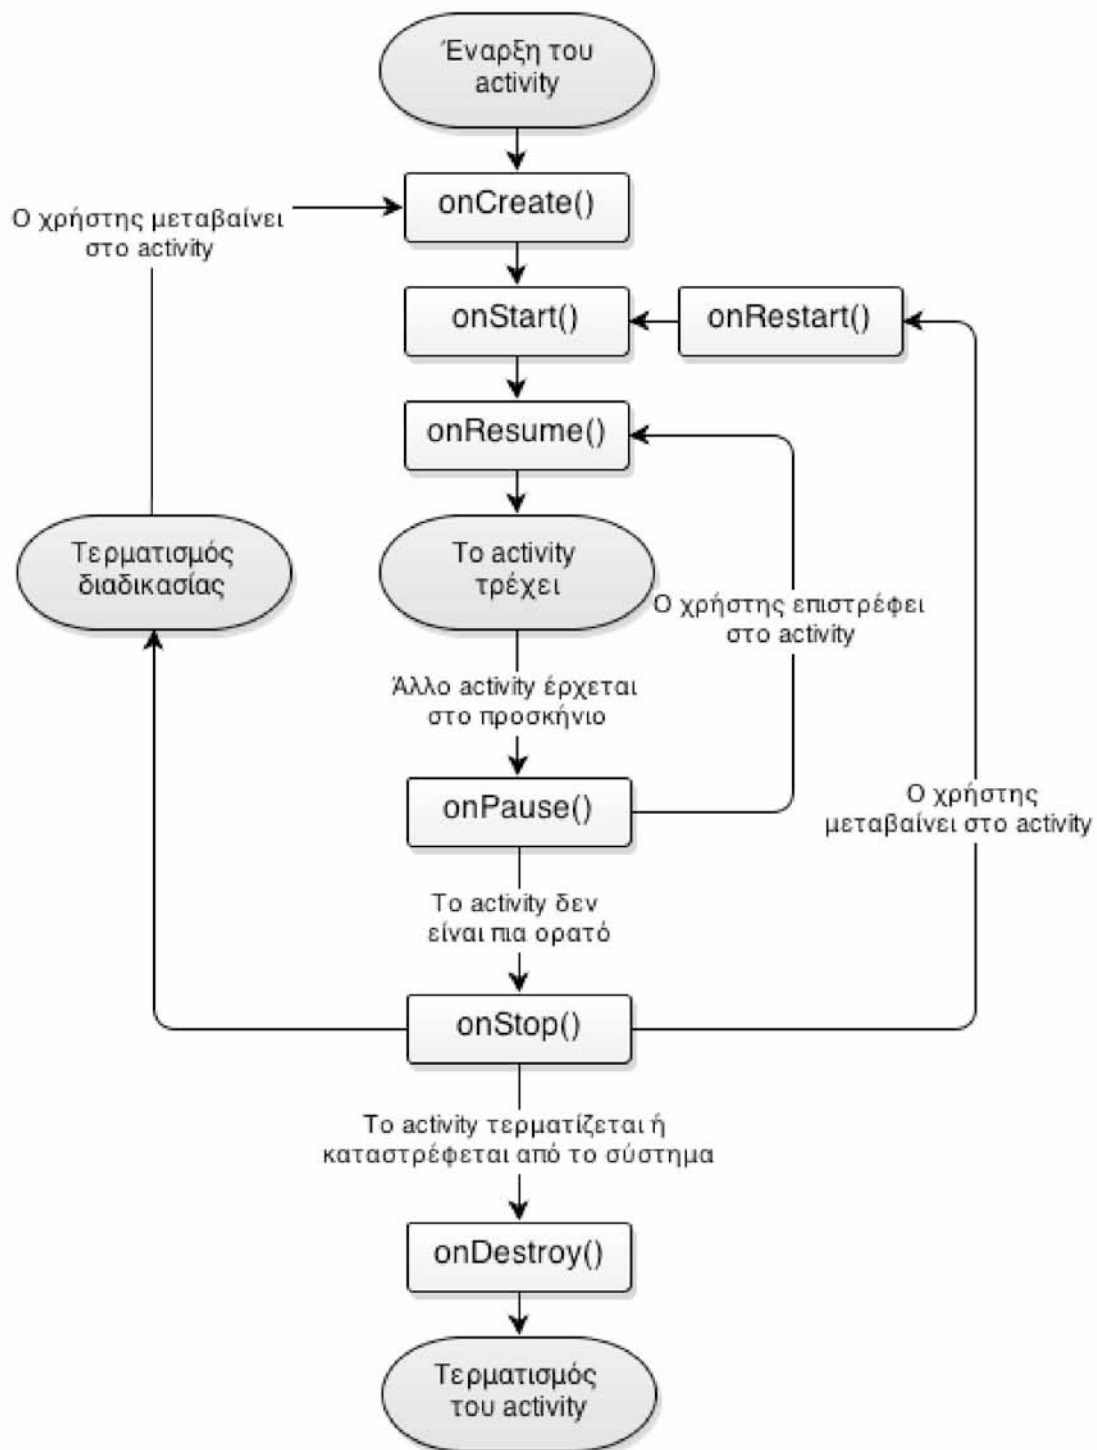 Έναρξη του
activity
onCreate()
Ο χρήστης μεταβαίνει
στο activity
onStart()
onRestart()
onResume()
Τερματισμός
διαδικασίας
Το activity
τρέχει
Ο χρήστης επιστρέφει
στο activity
Άλλο activity έρχεται
στο προσκήνιο
onPause()
Ο χρήστης
μεταβαίνει στο activity
Το activity δεν
είναι πια ορατό
onStop()
Το activity τερματίζεται ή
καταστρέφεται από το σύστημα
onDestroy()
Τερματισμός
του activity